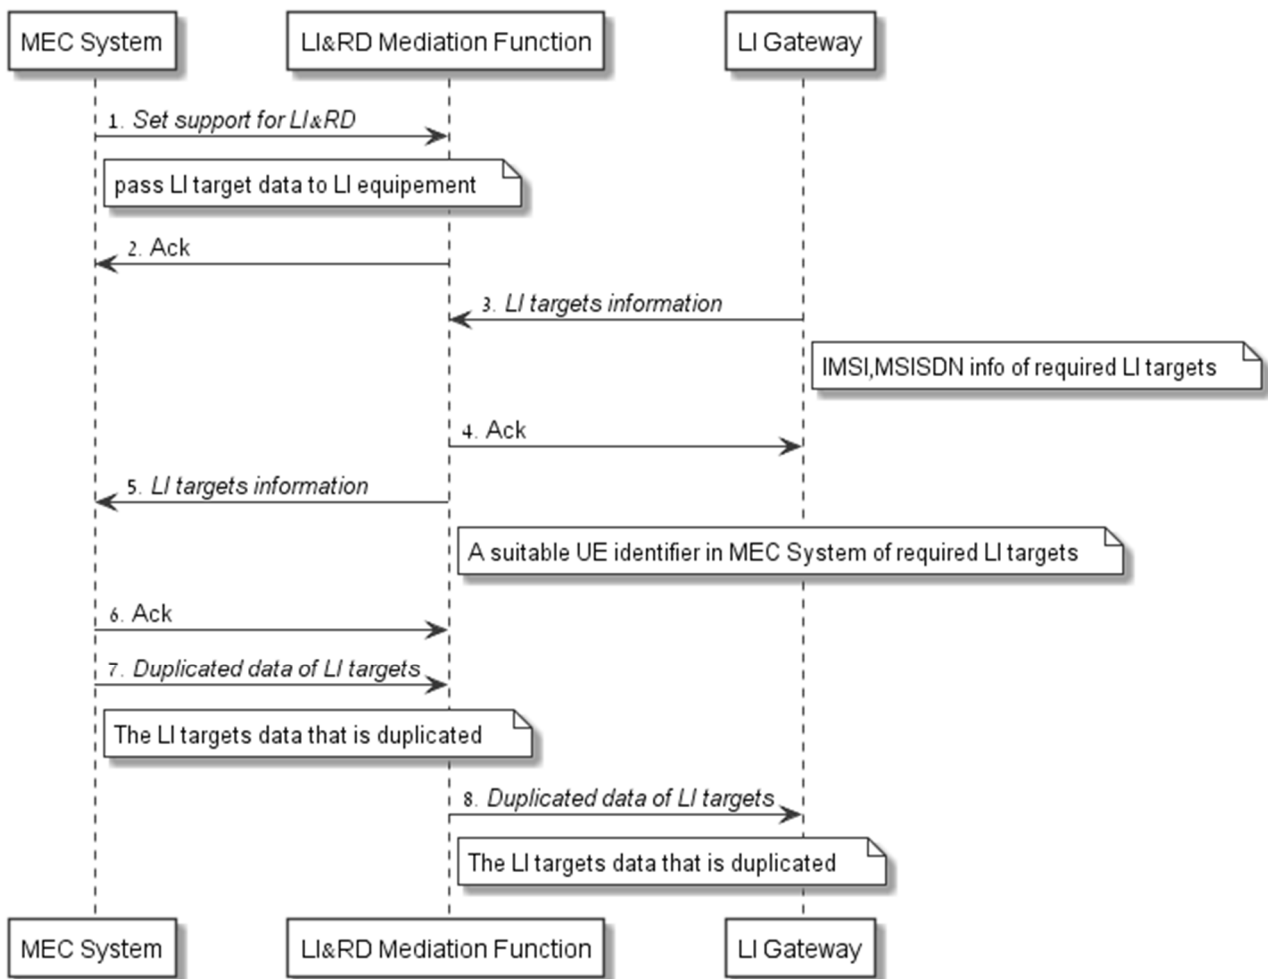 MEC System
LI&RD Mediation Function
LI Gateway
1. Set support for LI&RD
pass LI target data to LI equipement
2. Ack
3. LI targets information
IMSI,MSISDN info of required LI targets
4. Ack
5. LI targets information
A suitable UE identifier in MEC System of required LI targets
6. Ack
7. Duplicated data of LI targets
The LI targets data that is duplicated
8. Duplicated data of LI targets
The LI targets data that is duplicated
MEC System
LI&RD Mediation Function
LI Gateway